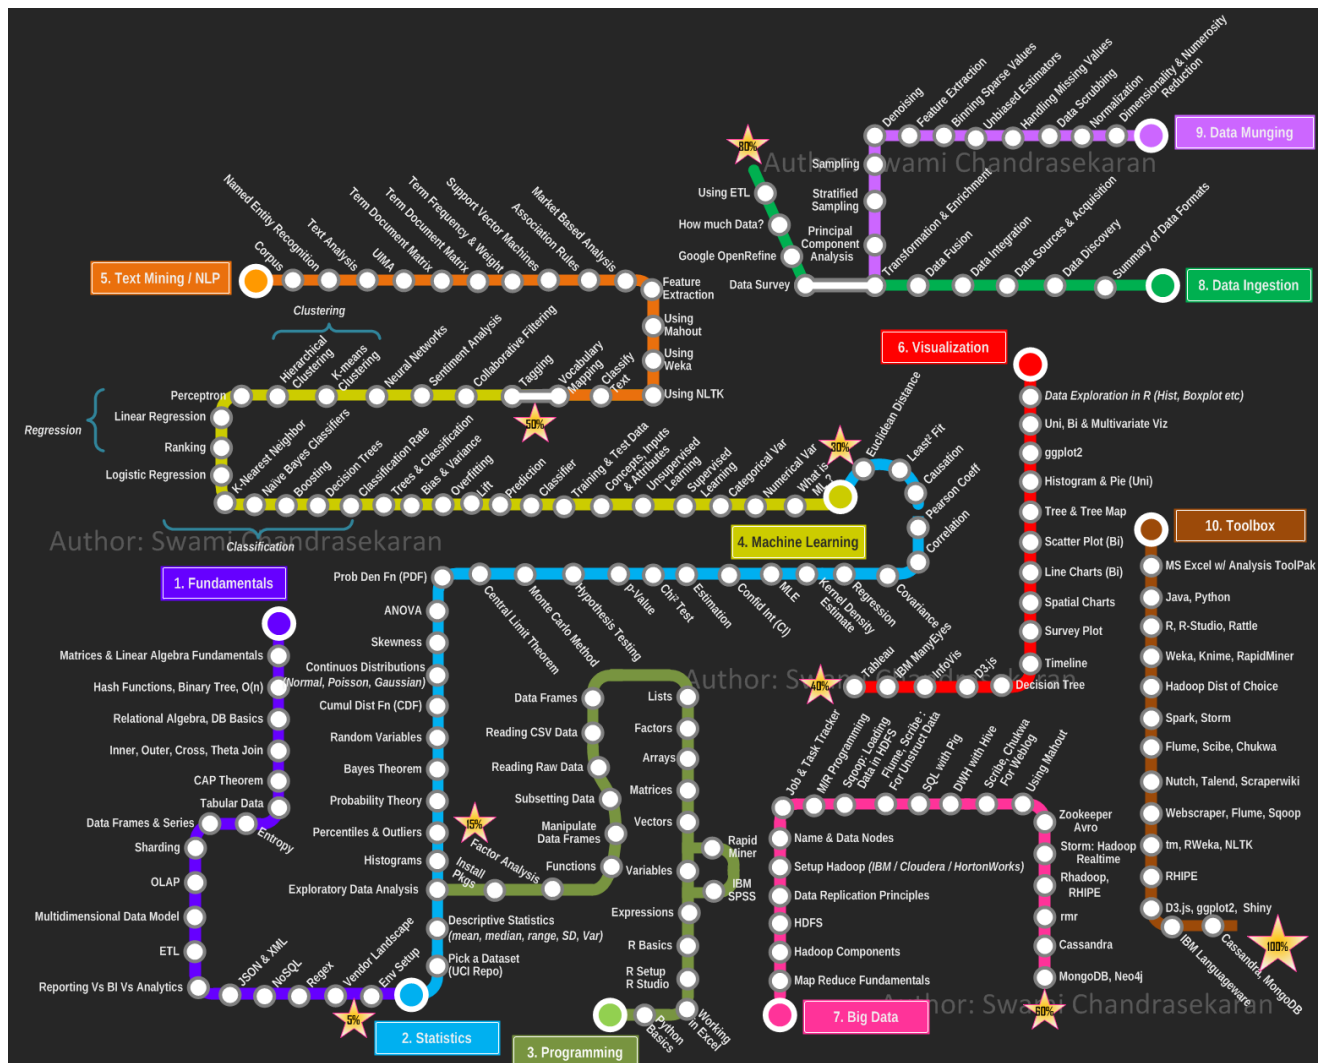 80%
Denoising
Feature Extraction
Binning Sparse Values
Unbiased Estimators
Handling Missing Values
Data Scrubbing
Normalization
Dimensionality & Numerosity
Reduction
9. Data Munging
Author: Swami Chandrasekaran
Sampling
Stratified
Sampling
Principal
Component
Analysis
Using ETL
How much Data?
Google OpenRefine
Data Survey
Transformation & Enrichment
Data Fusion
Data Integration
Data Sources & Acquisition
Data Discovery
Summary of Data Formats
8. Data Ingestion
5. Text Mining / NLP
Corpus
Named Entity Recognition
Text Analysis
UIMA
Term Document Matrix
Term Document Matrix
Term Frequency & Weight
Support Vector Machines
Association Rules
Market Based Analysis
Feature
Extraction
Using
Mahout
Using
Weka
Using NLTK
Classify
Text
Vocabulary
Mapping
50%
Tagging
Collaborative Filtering
Sentiment Analysis
Neural Networks
Clustering
K-means
Clustering
Hierarchical
Clustering
Perceptron
Regression
Linear Regression
Ranking
Logistic Regression
K-Nearest Neighbor
Naive Bayes Classifiers
Boosting
Decision Trees
Classification
Classification Rate
Trees & Classification
Bias & Variance
Overfitting
Lift
Prediction
Classifier
Training & Test Data
Concepts, Inputs
& Attributes
Unsupervised
Learning
Supervised
Learning
Categorical Var
Numerical Var
What is
ML?
30%
4. Machine Learning
Author: Swami Chandrasekaran
6. Visualization
Data Exploration in R (Hist, Boxplot etc)
Uni, Bi & Multivariate Viz
ggplot2
Histogram & Pie (Uni)
Tree & Tree Map
Scatter Plot (Bi)
Line Charts (Bi)
Spatial Charts
Survey Plot
Timeline
Decision Tree
D3.js
InfoVis
IBM ManyEyes
Tableau
40%
Euclidean Distance
Least² Fit
Causation
Pearson Coeff
Correlation
Covariance
Regression
Kernel Density
Estimate
MLE
Confid Int (CI)
Estimation
Chi² Test
p-Value
Hypothesis Testing
Monte Carlo Method
Central Limit Theorem
Prob Den Fn (PDF)
ANOVA
Skewness
Continuos Distributions
(Normal, Poisson, Gaussian)
Cumul Dist Fn (CDF)
Random Variables
Bayes Theorem
Probability Theory
Percentiles & Outliers
Histograms
Exploratory Data Analysis
Descriptive Statistics
(mean, median, range, SD, Var)
Pick a Dataset
(UCI Repo)
2. Statistics
1. Fundamentals
Matrices & Linear Algebra Fundamentals
Hash Functions, Binary Tree, O(n)
Relational Algebra, DB Basics
Inner, Outer, Cross, Theta Join
CAP Theorem
Tabular Data
Entropy
Data Frames & Series
Sharding
OLAP
Multidimensional Data Model
ETL
Reporting Vs BI Vs Analytics
JSON & XML
NoSQL
Regex
Vendor Landscape
Env Setup
5%
15%
Install
Pkgs
Factor Analysis
Functions
Manipulate
Data Frames
Subsetting Data
Reading Raw Data
Reading CSV Data
Data Frames
Lists
Factors
Arrays
Matrices
Vectors
Variables
Rapid
Miner
IBM
SPSS
Expressions
R Basics
R Setup
R Studio
Working
in Excel
Python
Basics
3. Programming
Author: Swami Chandrasekaran
Job & Task Tracker
M/R Programming
Sqoop: Loading
Data in HDFS
Flume, Scribe :
For Unstruct Data
SQL with Pig
DWH with Hive
Scribe, Chukwa
For Weblog
Using Mahout
Name & Data Nodes
Setup Hadoop (IBM / Cloudera / HortonWorks)
Data Replication Principles
HDFS
Hadoop Components
Map Reduce Fundamentals
7. Big Data
Zookeeper
Avro
Storm: Hadoop
Realtime
Rhadoop,
RHIPE
rmr
Cassandra
MongoDB, Neo4j
60%
Author: Swami Chandrasekaran
10. Toolbox
MS Excel w/ Analysis ToolPak
Java, Python
R, R-Studio, Rattle
Weka, Knime, RapidMiner
Hadoop Dist of Choice
Spark, Storm
Flume, Scibe, Chukwa
Nutch, Talend, Scraperwiki
Webscraper, Flume, Sqoop
tm, RWeka, NLTK
RHIPE
D3.js, ggplot2, Shiny
IBM Languageware
Cassandra, MongoDB
100%